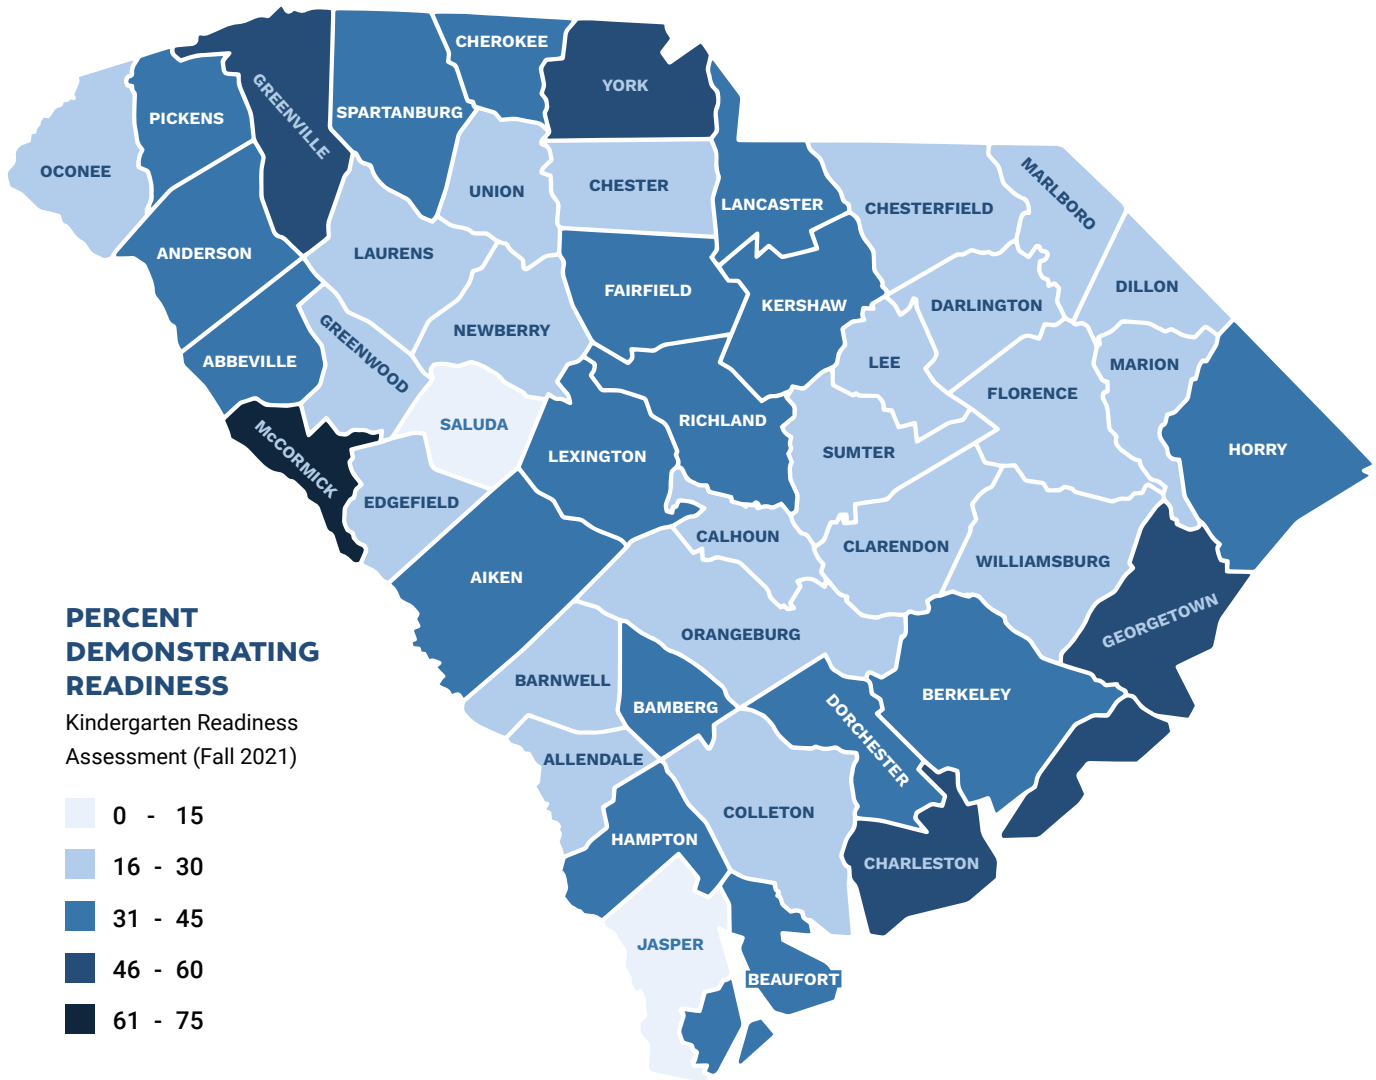 CHEROKEE
YORK
GREENVILLE
SPARTANBURG
PICKENS
OCONEE
UNION
CHESTER
LANCASTER
CHESTERFIELD
MARLBORO
ANDERSON
LAURENS
FAIRFIELD
KERSHAW
DARLINGTON
DILLON
NEWBERRY
ABBEVILLE
GREENWOOD
LEE
MARION
FLORENCE
SALUDA
RICHLAND
HORRY
McCORMICK
LEXINGTON
SUMTER
EDGEFIELD
CALHOUN
CLARENDON
WILLIAMSBURG
AIKEN
GEORGETOWN
ORANGEBURG
BARNWELL
BAMBERG
BERKELEY
DORCHESTER
ALLENDALE
COLLETON
HAMPTON
CHARLESTON
JASPER
BEAUFORT
PERCENT
DEMONSTRATING
READINESS
Kindergarten Readiness
Assessment (Fall 2021)
0 - 15
16 - 30
31 - 45
46 - 60
61 - 75